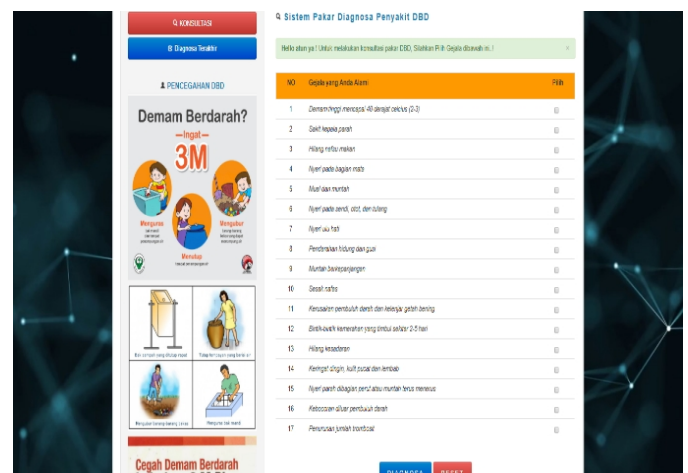 KONSULTASI
Diagnosa Terakhir
PENCEGAHAN DBD
Demam Berdarah?
—Ingat—
3M
Menguras
Mengubur
Menutup
Cegah Demam Berdarah
Sistem Pakar Diagnosa Penyakit DBD
Untuk melakukan konsultasi pakar DBD, Silahkan Pilih Gejala dibawah ini..!
NO Gejala yang Anda Alami Pilih
1 Demam tinggi mencapai 40 derajat celcius (2-3)
2 Sakit kepala parah
3 Hilang nafsu makan
4 Nyeri pada bagian mata
5 Mual dan muntah
6 Nyeri pada sendi, otot, dan tulang
7 Nyeri ulu hati
8 Pendarahan hidung dan gusi
9 Muntah berkepanjangan
10 Sesak nafas
11 Kerusakan pembuluh darah dan kelenjar getah bening
12 Bintik-bintik kemerahan yang timbul sekitar 2-5 hari
13 Hilang kesadaran
14 Keringat dingin, kulit pucat dan lembab
15 Nyeri parah dibagian perut atau muntah terus menerus
16 Kebocoran diluar pembuluh darah
17 Penurunan jumlah trombosit
DIAGNOSA RESET